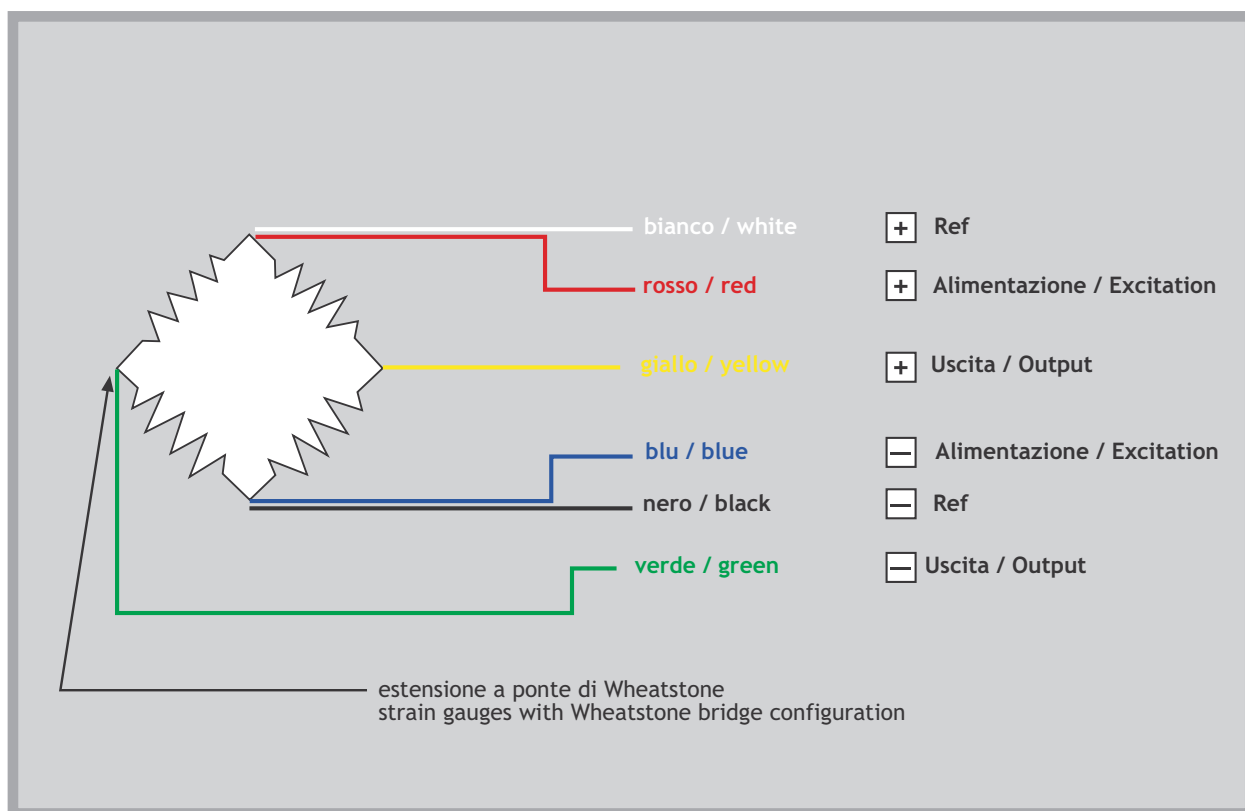 bianco / white + Ref
rosso / red + Alimentazione / Excitation
giallo / yellow + Uscita / Output
blu / blue — Alimentazione / Excitation
nero / black — Ref
verde / green — Uscita / Output
estensione a ponte di Wheatstone
strain gauges with Wheatstone bridge configuration